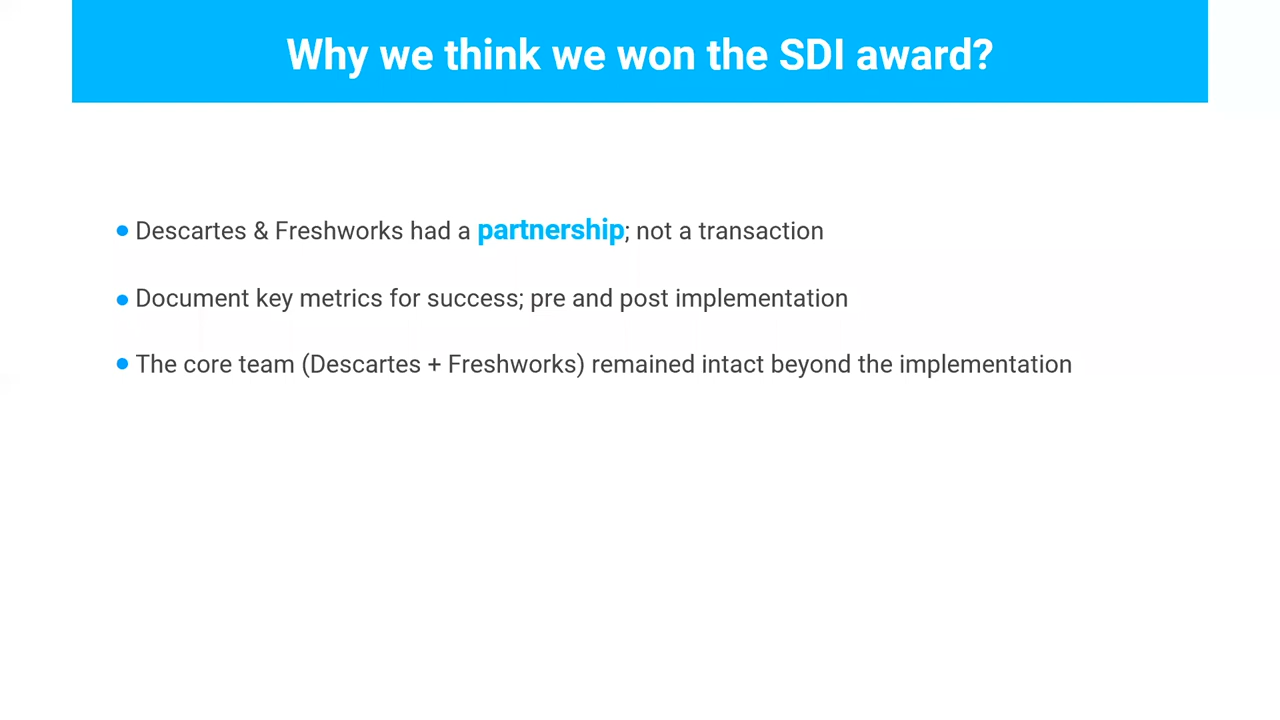 Why we think we won the SDI award?
Descartes & Freshworks had a partnership; not a transaction
Document key metrics for success; pre and post implementation
The core team (Descartes + Freshworks) remained intact beyond the implementation